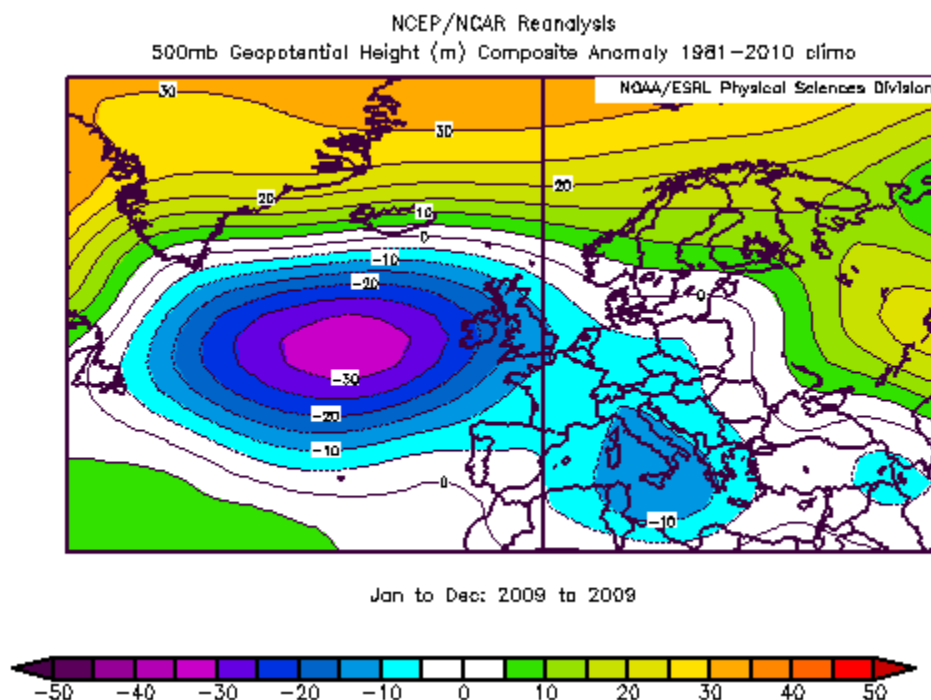 NCEP/NCAR Reanalysis
500mb Geopotential Height (m) Composite Anomaly 1981-2010 climo
NOAA/ESRL Physical Sciences Division
30
30
20
20
10
0
-10
-20
0
-30
-20
-10
0
-10
Jan to Dec: 2009 to 2009
-50 -40 -30 -20 -10 0 10 20 30 40 50